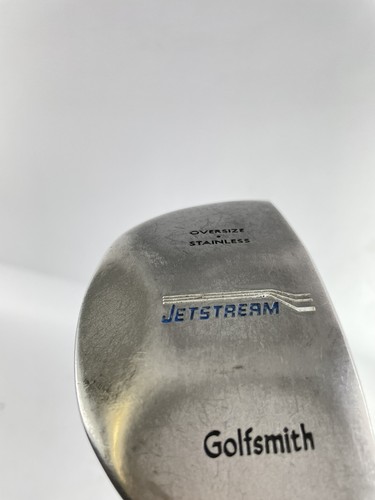 OVERSIZE
•
STAINLESS
JETSTREAM
Golfsmith